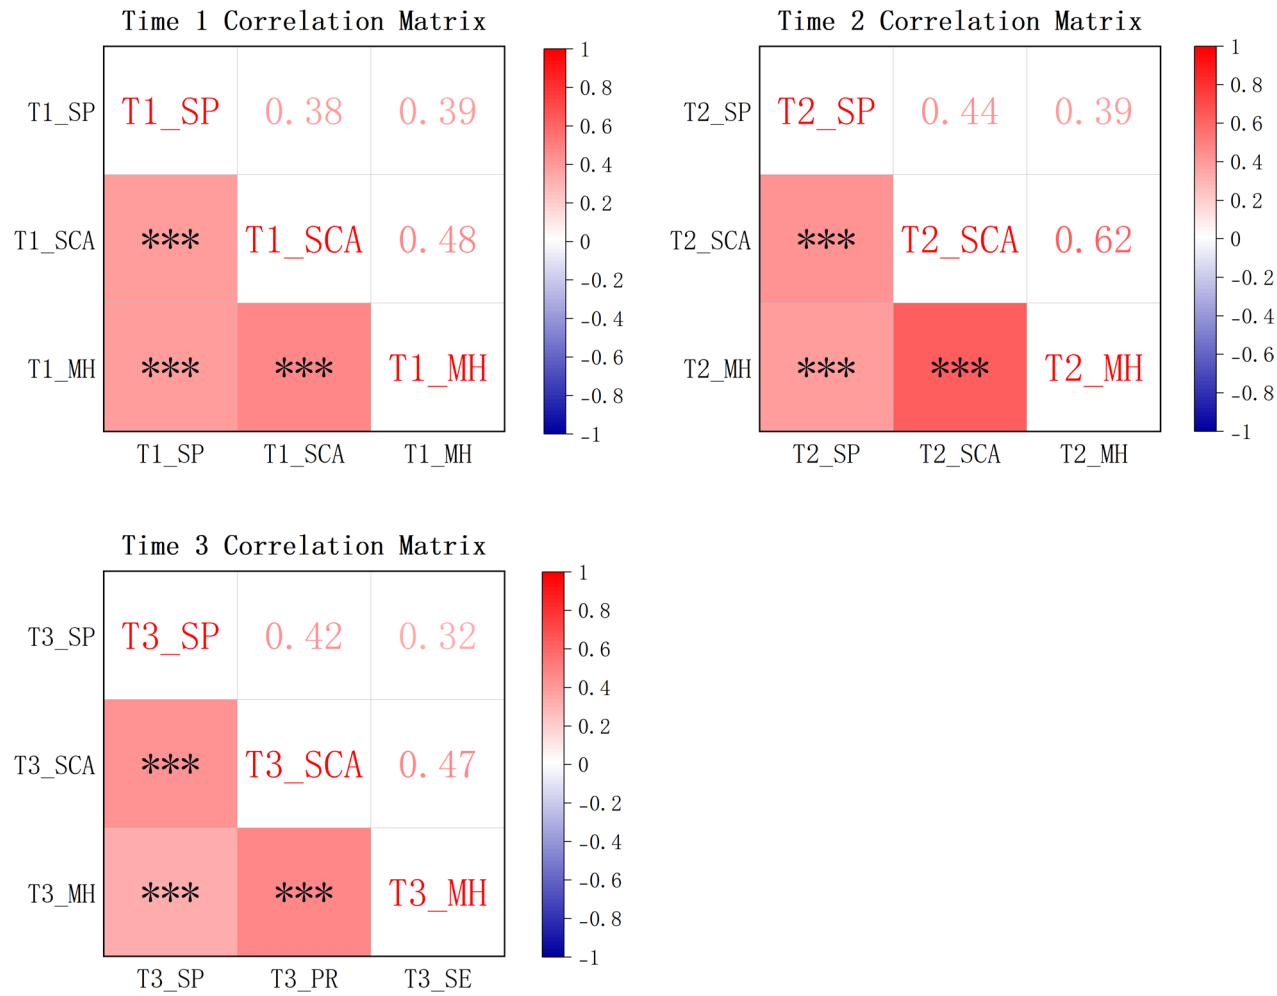 Time 1 Correlation Matrix
T1_SP T1_SP 0.38 0.39
T1_SCA *** T1_SCA 0.48
T1_MH *** *** T1_MH
T1_SP T1_SCA T1_MH
1
0.8
0.6
0.4
0.2
0
-0.2
-0.4
-0.6
-0.8
-1
Time 2 Correlation Matrix
T2_SP T2_SP 0.44 0.39
T2_SCA *** T2_SCA 0.62
T2_MH *** *** T2_MH
T2_SP T2_SCA T2_MH
1
0.8
0.6
0.4
0.2
0
-0.2
-0.4
-0.6
-0.8
-1
Time 3 Correlation Matrix
T3_SP T3_SP 0.42 0.32
T3_SCA *** T3_SCA 0.47
T3_MH *** *** T3_MH
T3_SP T3_PR T3_SE
1
0.8
0.6
0.4
0.2
0
-0.2
-0.4
-0.6
-0.8
-1